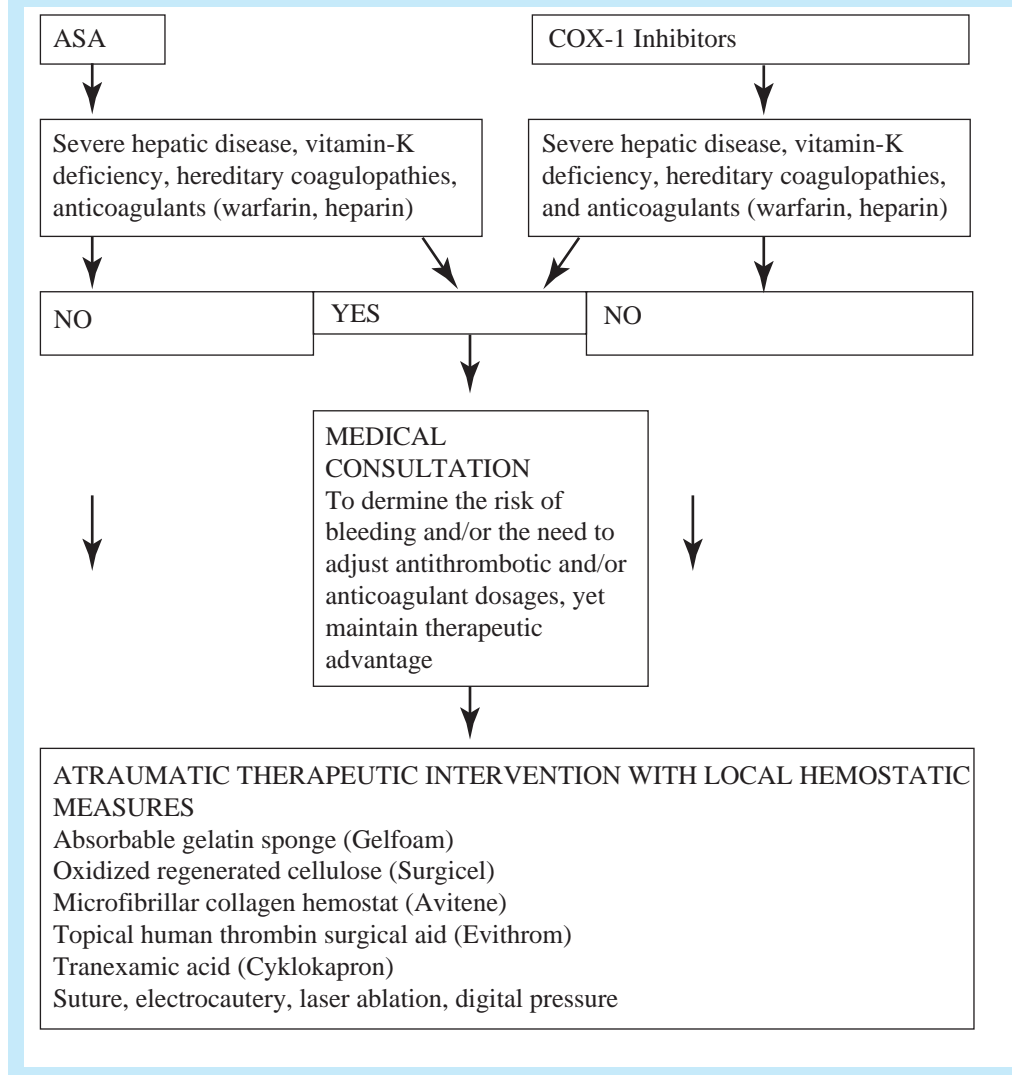 ASA
COX-1 Inhibitors
Severe hepatic disease, vitamin-K
deficiency, hereditary coagulopathies,
anticoagulants (warfarin, heparin)
Severe hepatic disease, vitamin-K
deficiency, hereditary coagulopathies,
and anticoagulants (warfarin, heparin)
NO
YES
NO
MEDICAL
CONSULTATION
To dermine the risk of
bleeding and/or the need to
adjust antithrombotic and/or
anticoagulant dosages, yet
maintain therapeutic
advantage
ATRAUMATIC THERAPEUTIC INTERVENTION WITH LOCAL HEMOSTATIC
MEASURES
Absorbable gelatin sponge (Gelfoam)
Oxidized regenerated cellulose (Surgicel)
Microfibrillar collagen hemostat (Avitene)
Topical human thrombin surgical aid (Evithrom)
Tranexamic acid (Cyklokapron)
Suture, electrocautery, laser ablation, digital pressure